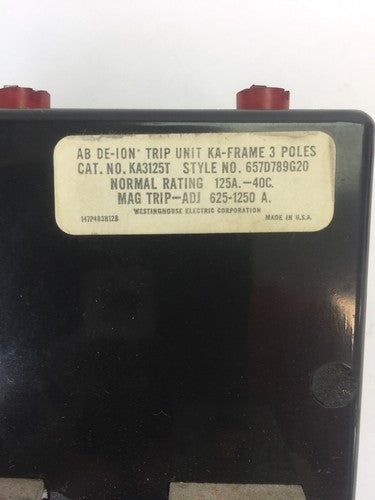 AB DE-ION® TRIP UNIT KA-FRAME 3 POLES
CAT. NO. KA3125T STYLE NO. 657D789G20
NORMAL RATING 125A.-40C.
MAG TRIP-ADJ 625-1250 A.
WESTINGHOUSE ELECTRIC CORPORATION
147P483H12B MADE IN U.S.A.